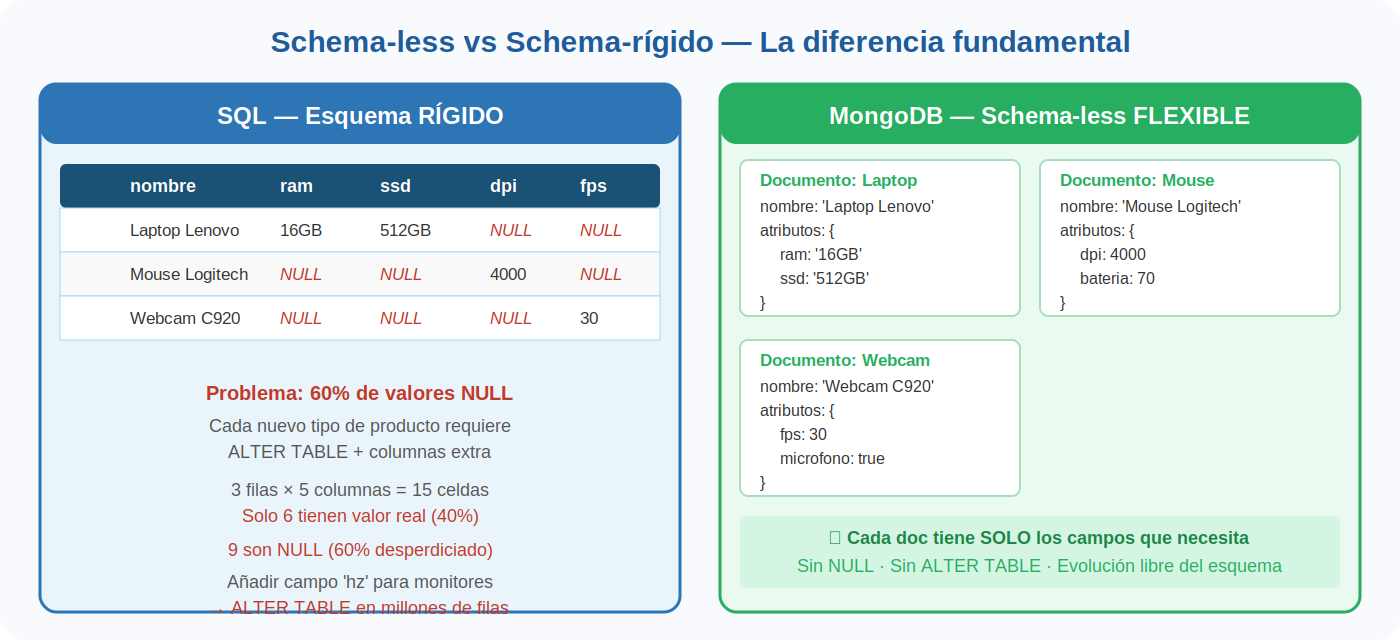 Schema-less vs Schema-rígido — La diferencia fundamental
SQL — Esquema RÍGIDO
nombre ram ssd dpi fps
Laptop Lenovo 16GB 512GB NULL NULL
Mouse Logitech NULL NULL 4000 NULL
Webcam C920 NULL NULL NULL 30
Problema: 60% de valores NULL
Cada nuevo tipo de producto requiere
ALTER TABLE + columnas extra
3 filas × 5 columnas = 15 celdas
Solo 6 tienen valor real (40%)
9 son NULL (60% desperdiciado)
Añadir campo 'hz' para monitores
→ ALTER TABLE en millones de filas
MongoDB — Schema-less FLEXIBLE
Documento: Laptop
nombre: 'Laptop Lenovo'
atributos: {
ram: '16GB'
ssd: '512GB'
}
Documento: Mouse
nombre: 'Mouse Logitech'
atributos: {
dpi: 4000
bateria: 70
}
Documento: Webcam
nombre: 'Webcam C920'
atributos: {
fps: 30
microfono: true
}
Cada doc tiene SOLO los campos que necesita
Sin NULL · Sin ALTER TABLE · Evolución libre del esquema